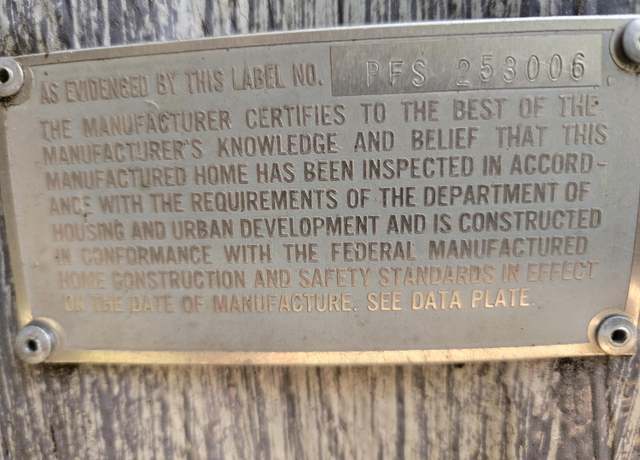 AS EVIDENCED BY THIS LABEL NO. PFS 253006
THE MANUFACTURER CERTIFIES TO THE BEST OF THE
MANUFACTURER'S KNOWLEDGE AND BELIEF THAT THIS
MANUFACTURED HOME HAS BEEN INSPECTED IN ACCORD-
ANCE WITH THE REQUIREMENTS OF THE DEPARTMENT OF
HOUSING AND URBAN DEVELOPMENT AND IS CONSTRUCTED
IN CONFORMANCE WITH THE FEDERAL MANUFACTURED
HOME CONSTRUCTION AND SAFETY STANDARDS IN EFFECT
ON THE DATE OF MANUFACTURE. SEE DATA PLATE.